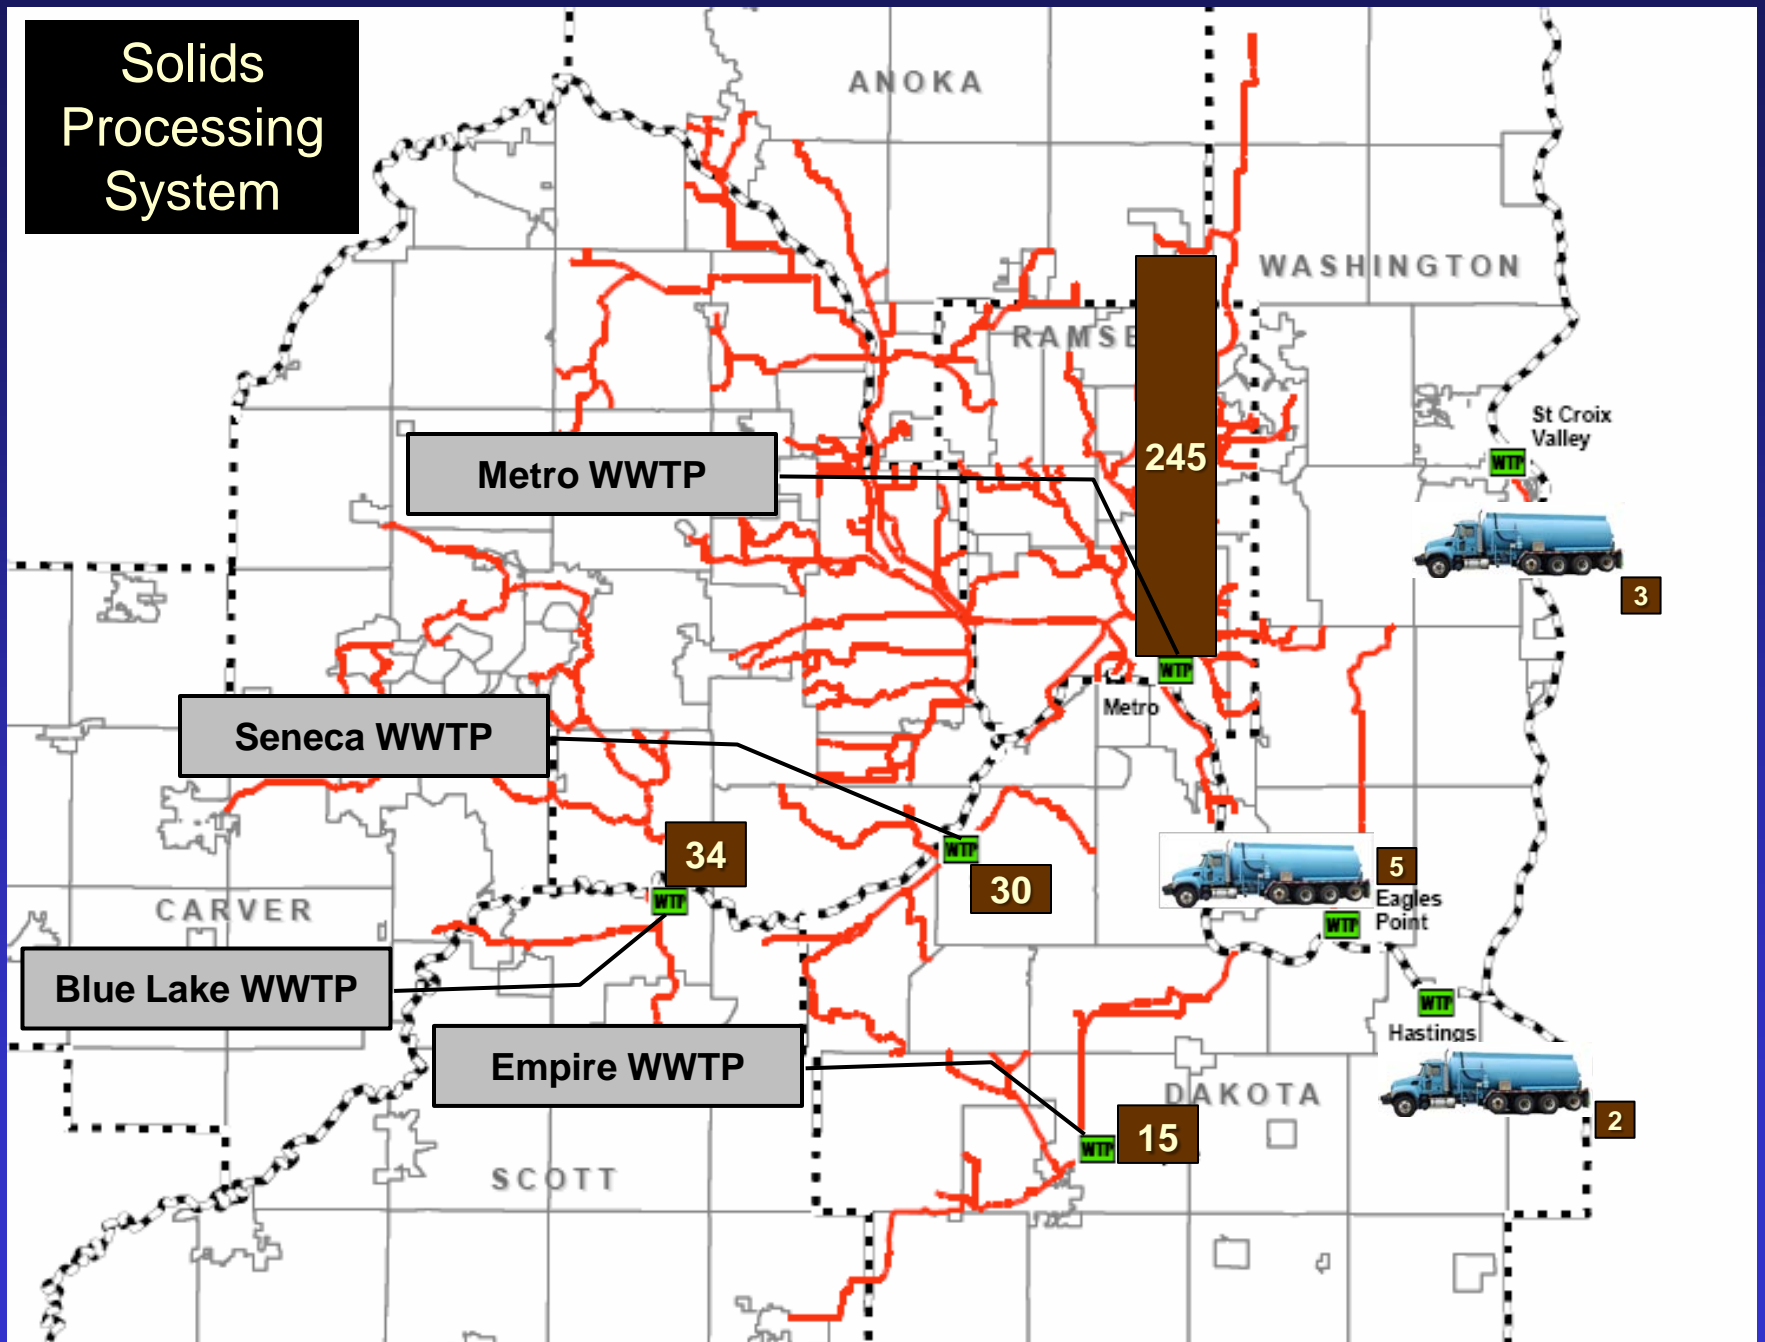 Solids
Processing
System
ANOKA
WASHINGTON
RAMSE
St Croix
Valley
WTP
245
Metro WWTP
3
WTP
Metro
Seneca WWTP
34
WTP
30
WTP
5
Eagles
Point
WTP
CARVER
Blue Lake WWTP
WTP
Hastings
Empire WWTP
DAKOTA
2
15
WTP
SCOTT